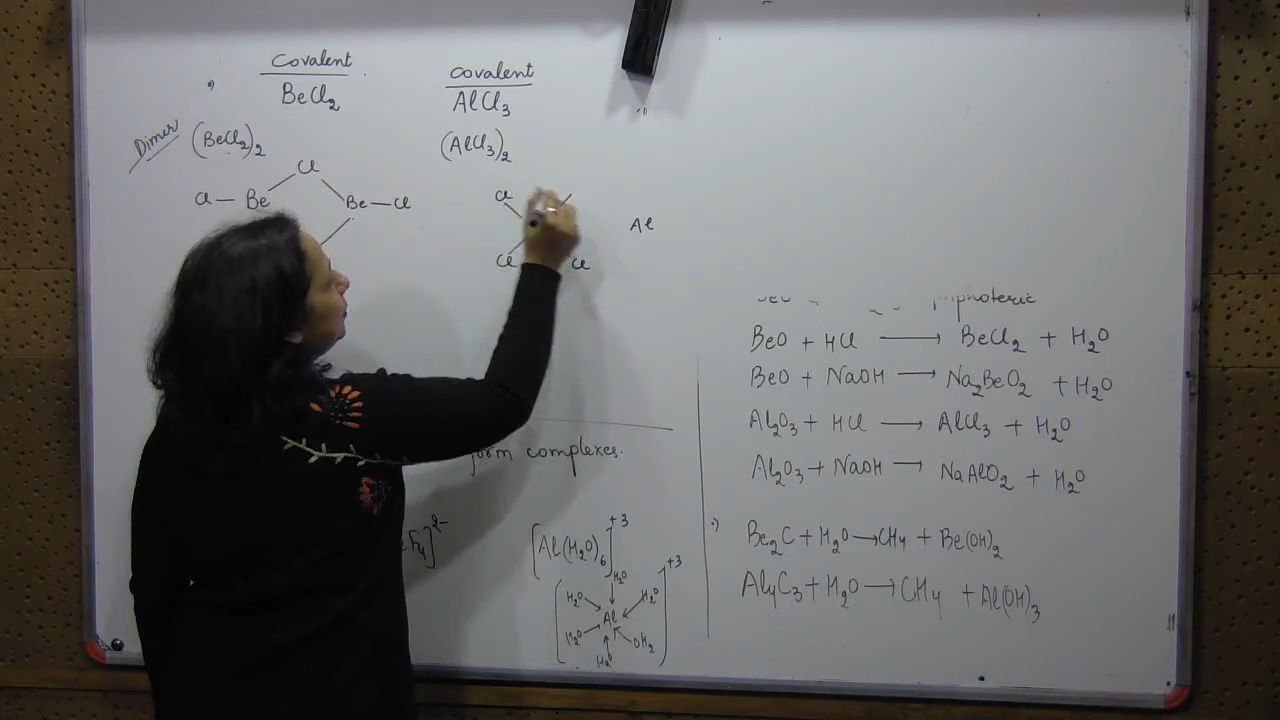 Covalent
BeCl₂
Dimer (BeCl₂)₂
Cl
Cl — Be
Be — Cl
covalent
AlCl₃
(AlCl₃)₂
Cl
Al
Cl
Cl
form complexes.
F₄]²⁻
[Al(H₂O)₆]⁺³
H₂O
H₂O
H₂O
Al
H₂O
OH₂
H₂O
+3
BeO + HCl ⟶ BeCl₂ + H₂O
BeO + NaOH ⟶ Na₂BeO₂ + H₂O
Al₂O₃ + HCl ⟶ AlCl₃ + H₂O
Al₂O₃ + NaOH ⟶ NaAlO₂ + H₂O
Be₂C + H₂O ⟶ CH₄ + Be(OH)₂
Al₄C₃ + H₂O ⟶ CH₄ + Al(OH)₃